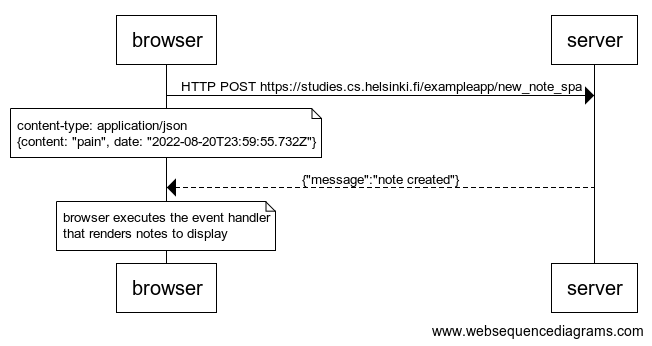 browser
server
HTTP POST https://studies.cs.helsinki.fi/exampleapp/new_note_spa
content-type: application/json
{content: "pain", date: "2022-08-20T23:59:55.732Z"}
{"message":"note created"}
browser executes the event handler
that renders notes to display
browser
server
www.websequencediagrams.com